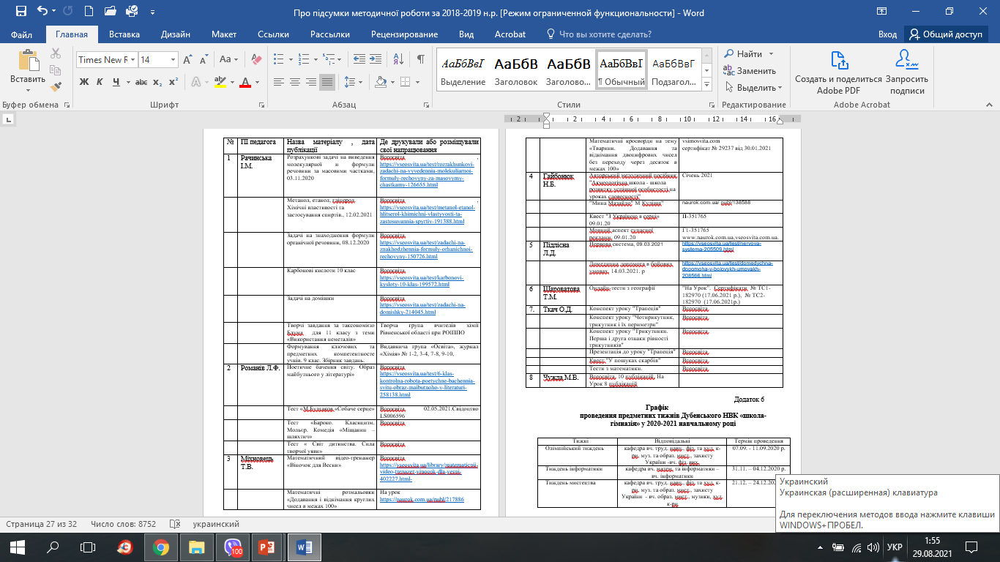 Про підсумки методичної роботи за 2018-2019 н.р. [Режим ограниченной функциональности] - Word
Файл
Главная
Вставка
Дизайн
Макет
Ссылки
Рассылки
Рецензирование
Вид
Acrobat
Что вы хотите сделать?
Вход
Общий доступ
Вставить
Times New R
14
Ж К Ч abc x₂ x² A
АаБбВвГ АаБбВ АаБбВ АаБбВвГ АаБбВвГ
Выделение Заголовок Заголово... ¶ Обычный Подзагол...
Найти
Заменить
Выделить
Создать и поделиться
Adobe PDF
Запросить
подписи
Буфер обмена
Шрифт
Абзац
Стили
Редактирование
Adobe Acrobat
2 2 4 6 8 10 12 14 16
№ ПІ педагога Назва матеріалу , дата Де друкували або розміщували
публікації свої напрацювання
1 Рачинська Розрахункові задачі на виведення Всеосвіта ,
І.М. молекулярної и формули https://vseosvita.ua/test/rozrakhunkovi-
речовини за масовими частками, zadachi-na-vyvedennia-molekuliarnoi-
03.11.2020 formuly-rechovyny-za-masovymy-
chastkamy-126655.html
Метанол, етанол, гліцерол. Всеосвіта ,
Хімічні властивості та https://vseosvita.ua/test/metanol-etanol-
застосування спиртів., 12.02.2021 hlitserol-khimichni-vlastyvosti-ta-
zastosuvannia-spyrtiv-191388.html
Задачі на знаходження формули Всеосвіта
органічної речовини, 08.12.2020 https://vseosvita.ua/test/zadachi-na-
znakhodzhennia-formuly-orhanichnoi-
rechovyny-150726.html
Карбонові кислоти 10 клас Всеосвіта
https://vseosvita.ua/test/karbonovi-
kysloty-10-klas-199572.html
Задачі на домішки Всеосвіта
https://vseosvita.ua/test/zadachi-na-
domishky-214045.html
Творчі завдання за таксономією Творча група вчителів хімії
Блума для 11 класу з теми Рівненської області при РОІППО
«Використання неметалів»
Формування ключових та Видавнича група «Освіта», журнал
предметних компетентносте «Хімія» № 1-2, 3-4, 7-8, 9-10,
учнів. 9 клас. Збірник завдань.
2 Романів Л.Ф. Поетичне бачення світу. Образ Всеосвіта
майбутнього у літературі» https://vseosvita.ua/test/6-klas-
kontrolna-robota-poetychne-bachennia-
svitu-obraz-maibutnoho-v-literaturi-
258138.html
Тест «М.Булгаков.«Собаче серце» Всеосвіта 02.05.2021.Свідоцтво
LS006596
Тест «Бароко. Класицизм. Всеосвіта
Мольєр. Комедія «Міщанин –
шляхтич»
Тест « Світ дитинства. Сила Всеосвіта
творчої уяви»
3 Міхновець Математичний відео-тренажер Всеосвіта
Т.В. «Віночок для Весни» https://vseosvita.ua/library/matematicnij-
video-trenazer-vinocok-dla-vesni-
402227.html-
Математичні розмальовки На урок
«Додавання і віднімання круглих https://naurok.com.ua/publ/217886
чисел в межах 100»
Математичні кросворди на тему vsimosvita.com
«Тварини. Додавання та сертифікат № 29237 від 30.01.2021
віднімання двоцифрових чисел
без переходу через десяток в
межах 100»
4 Гайбонюк Авторський методичний посібник Січень 2021
Н.Б. "Акмеологічна школа - школа
розвитку успішної особистості на
уроках словесності"
"Мина Мазайло" М Куліша" naurok.com.ua/ publ/138588
Квест "З Україною в серці» П-351765
09.01.20
Мовний аспект сучасної Г1-351765
реклами, 09.01.20 www.naurok.com.ua,vseosvita.com.ua.
5 Підлісна Нервова система, 09.03.2021 https://vseosvita.ua/test/nervova-
Л.Д. systema-205509.html
Домедична допомога в бойових https://vseosvita.ua/test/domedychna-
умовах, 14.03.2021. р dopomoha-v-boiovykh-umovakh-
208566.html
6 Шароватова Онлайн-тести з географії "На Урок". Сертифікати. № ТС1-
Т.М. 182970 (17.06.2021 р.), № ТС2-
182970 (17.06.2021р.)
7. Ткач О.Д. Конспект уроку "Трапеція" Всеосвіта
Конспект уроку "Чотирикутник, Всеосвіта
трикутник і їх периметри"
Конспект уроку "Трикутники. Всеосвіта
Перша і друга ознаки рівності
трикутників"
Презентація до уроку "Трапеція" Всеосвіта
Квест "У пошуках скарбів" Всеосвіта
Тести з математики. Всеосвіта
8 Чужда М.В. Всеосвіта, 10 публікацій, На
Урок 8 публікацій
Додаток 6
Графік
проведення предметних тижнів Дубенського НВК «школа-
гімназія» у 2020-2021 навчальному році
Тижні Відповідальні Термін проведення
Олімпійський тиждень кафедра вч. труд. навч., фіз. та худ. к- 07.09. - 11.09.2020 р.
ри, муз. та образ. мист., захисту
України -вч. фіз. вих.
Тиждень інформатики кафедра вч. матем. та інформатики – 31.11. – 04.12.2020 р.
вч. інформатики
Тиждень мистецтва кафедра вч. труд. навч., фіз. та худ. к- 21.12. – 24.12.202
ри, муз. та образ. мист., захисту
України - вч. образ. мист., музики, худ.
к-ри
Украинский
Украинская (расширенная) клавиатура
Для переключения методов ввода нажмите клавиши
WINDOWS+ПРОБЕЛ.
Страница 27 из 32 Число слов: 8752 украинский
100
УКР
1:55
29.08.2021